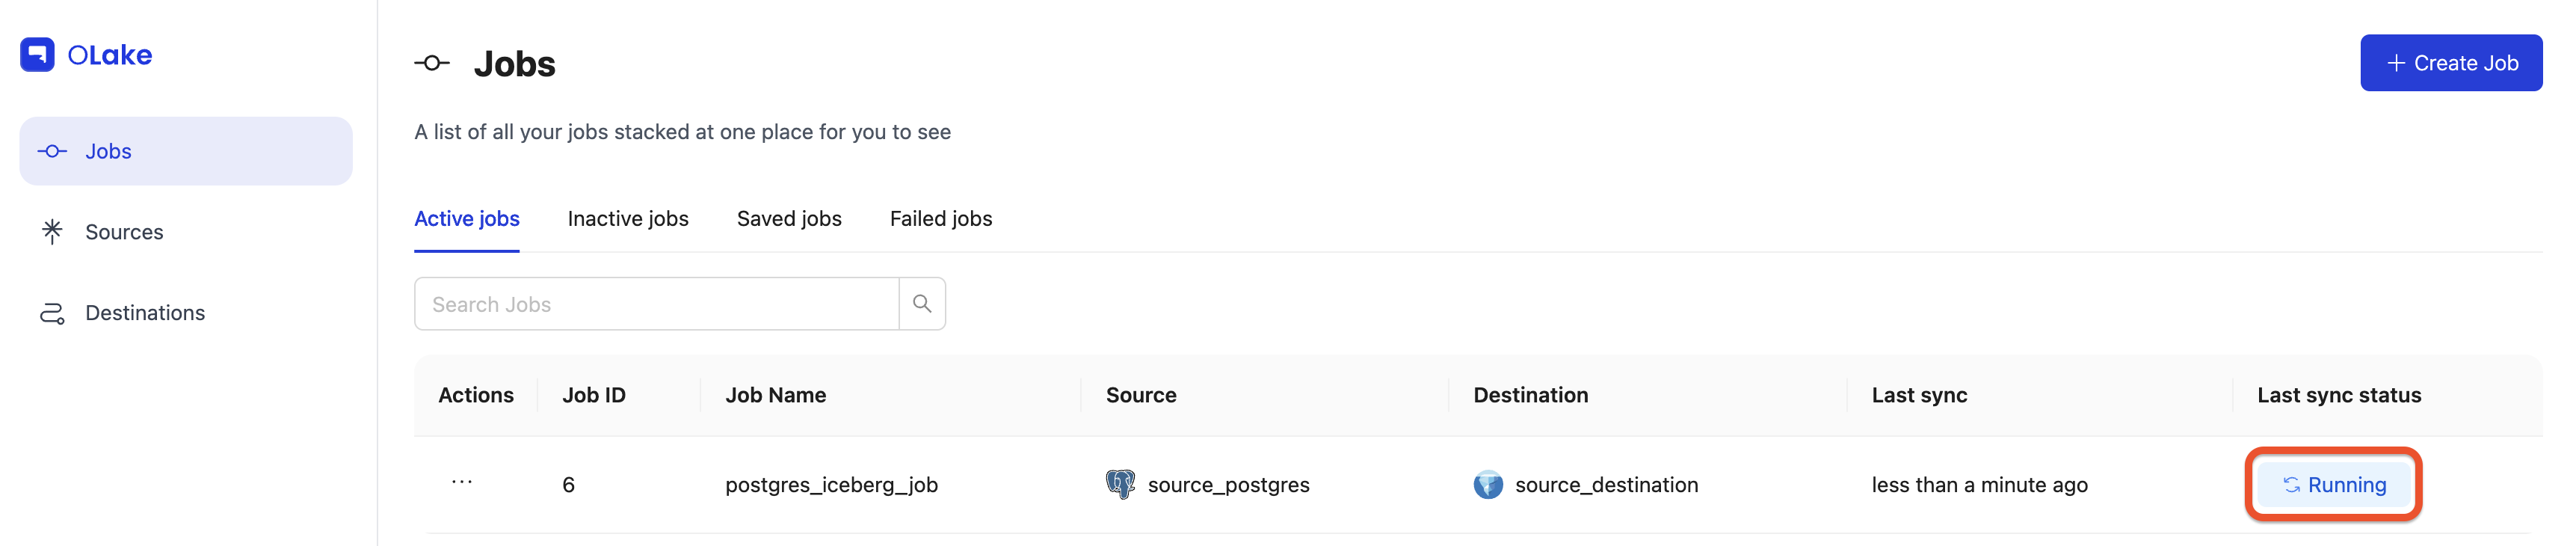 OLake
Jobs
Sources
Destinations
Jobs
Create Job
A list of all your jobs stacked at one place for you to see
Active jobs Inactive jobs Saved jobs Failed jobs
Search Jobs
Actions Job ID Job Name Source Destination Last sync Last sync status
... 6 postgres_iceberg_job source_postgres source_destination less than a minute ago Running